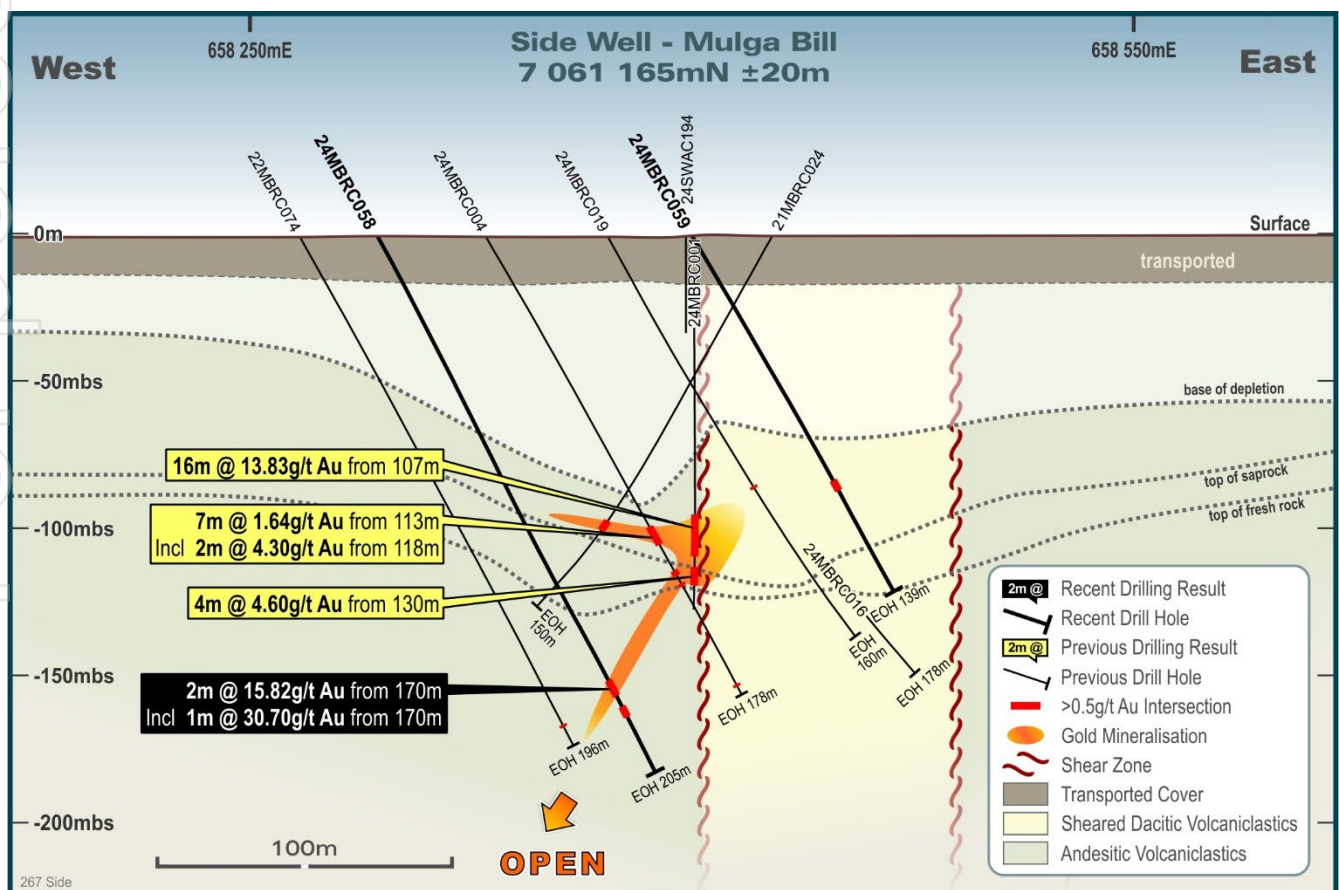 658 250mE
Side Well - Mulga Bill
7 061 165mN ±20m
658 550mE
West
East
22MBRC074
24MBRC058
24MBRC004
24MBRC019
24MBRC059
24SWAC194
21MBRC024
24MBRC001
0m
Surface
transported
-50mbs
base of depletion
16m @ 13.83g/t Au from 107m
top of saprock
7m @ 1.64g/t Au from 113m
Incl 2m @ 4.30g/t Au from 118m
-100mbs
top of fresh rock
4m @ 4.60g/t Au from 130m
24MBRC016
EOH 139m
EOH
150m
EOH
160m
-150mbs
2m @ 15.82g/t Au from 170m
Incl 1m @ 30.70g/t Au from 170m
EOH 178m
EOH 178m
EOH 196m
EOH 205m
-200mbs
2m @ Recent Drilling Result
Recent Drill Hole
2m @ Previous Drilling Result
Previous Drill Hole
>0.5g/t Au Intersection
Gold Mineralisation
Shear Zone
Transported Cover
Sheared Dacitic Volcaniclastics
Andesitic Volcaniclastics
100m
OPEN
267 Side